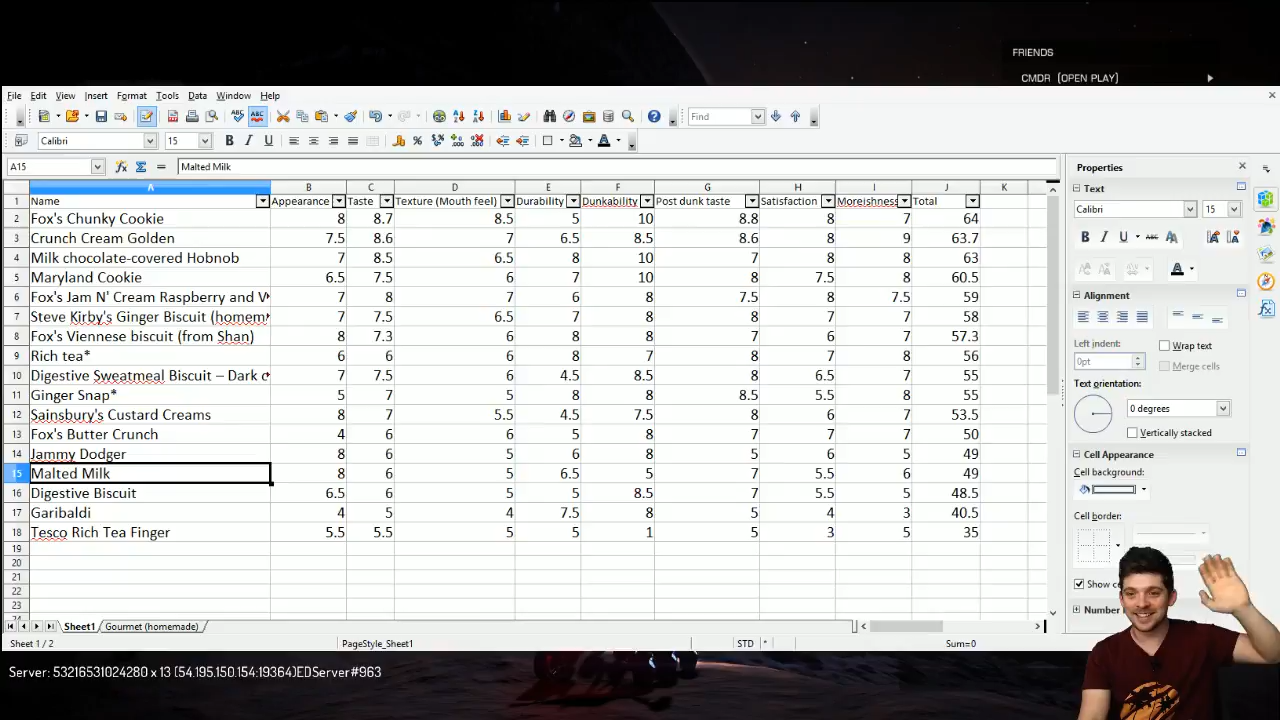 FRIENDS
CMDR (OPEN PLAY)
File Edit View Insert Format Tools Data Window Help
Find
Calibri 15
A15 Malted Milk
A B C D E F G H I J K
1 Name Appearance Taste Texture (Mouth feel) Durability Dunkability Post dunk taste Satisfaction Moreishness Total
2 Fox's Chunky Cookie 8 8.7 8.5 5 10 8.8 8 7 64
3 Crunch Cream Golden 7.5 8.6 7 6.5 8.5 8.6 8 9 63.7
4 Milk chocolate-covered Hobnob 7 8.5 6.5 8 10 7 8 8 63
5 Maryland Cookie 6.5 7.5 6 7 10 8 7.5 8 60.5
6 Fox's Jam N' Cream Raspberry and V 7 8 7 6 8 7.5 8 7.5 59
7 Steve Kirby's Ginger Biscuit (homem 7 7.5 6.5 7 8 8 7 7 58
8 Fox's Viennese biscuit (from Shan) 8 7.3 6 8 8 7 6 7 57.3
9 Rich tea* 6 6 6 8 7 8 7 8 56
10 Digestive Sweatmeal Biscuit – Dark c 7 7.5 6 4.5 8.5 8 6.5 7 55
11 Ginger Snap* 5 7 5 8 8 8.5 5.5 8 55
12 Sainsbury's Custard Creams 8 7 5.5 4.5 7.5 8 6 7 53.5
13 Fox's Butter Crunch 4 6 6 5 8 7 7 7 50
14 Jammy Dodger 8 6 5 6 8 5 6 5 49
15 Malted Milk 8 6 5 6.5 5 7 5.5 6 49
16 Digestive Biscuit 6.5 6 5 5 8.5 7 5.5 5 48.5
17 Garibaldi 4 5 4 7.5 8 5 4 3 40.5
18 Tesco Rich Tea Finger 5.5 5.5 5 5 1 5 3 5 35
19
20
21
22
23
Sheet1 Gourmet (homemade)
Sheet 1 / 2 PageStyle_Sheet1 STD * Sum=0
Properties
Text
Calibri 15
Alignment
Left indent: Wrap text
0pt Merge cells
Text orientation:
0 degrees
Vertically stacked
Cell Appearance
Cell background:
Cell border:
Show
Number
Server: 53216531024280 x 13 (54.195.150.154:19364)EDServer#963